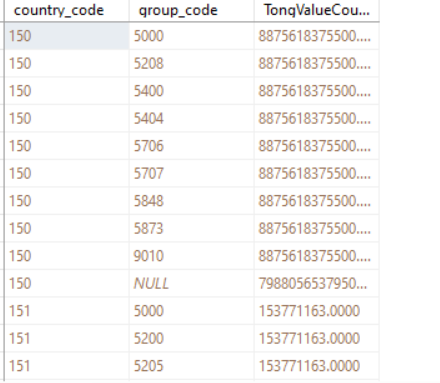 country_code group_code TongValueCou...
150 5000 8875618375500....
150 5208 8875618375500....
150 5400 8875618375500....
150 5404 8875618375500....
150 5706 8875618375500....
150 5707 8875618375500....
150 5848 8875618375500....
150 5873 8875618375500....
150 9010 8875618375500....
150 NULL 7988056537950...
151 5000 153771163.0000
151 5200 153771163.0000
151 5205 153771163.0000